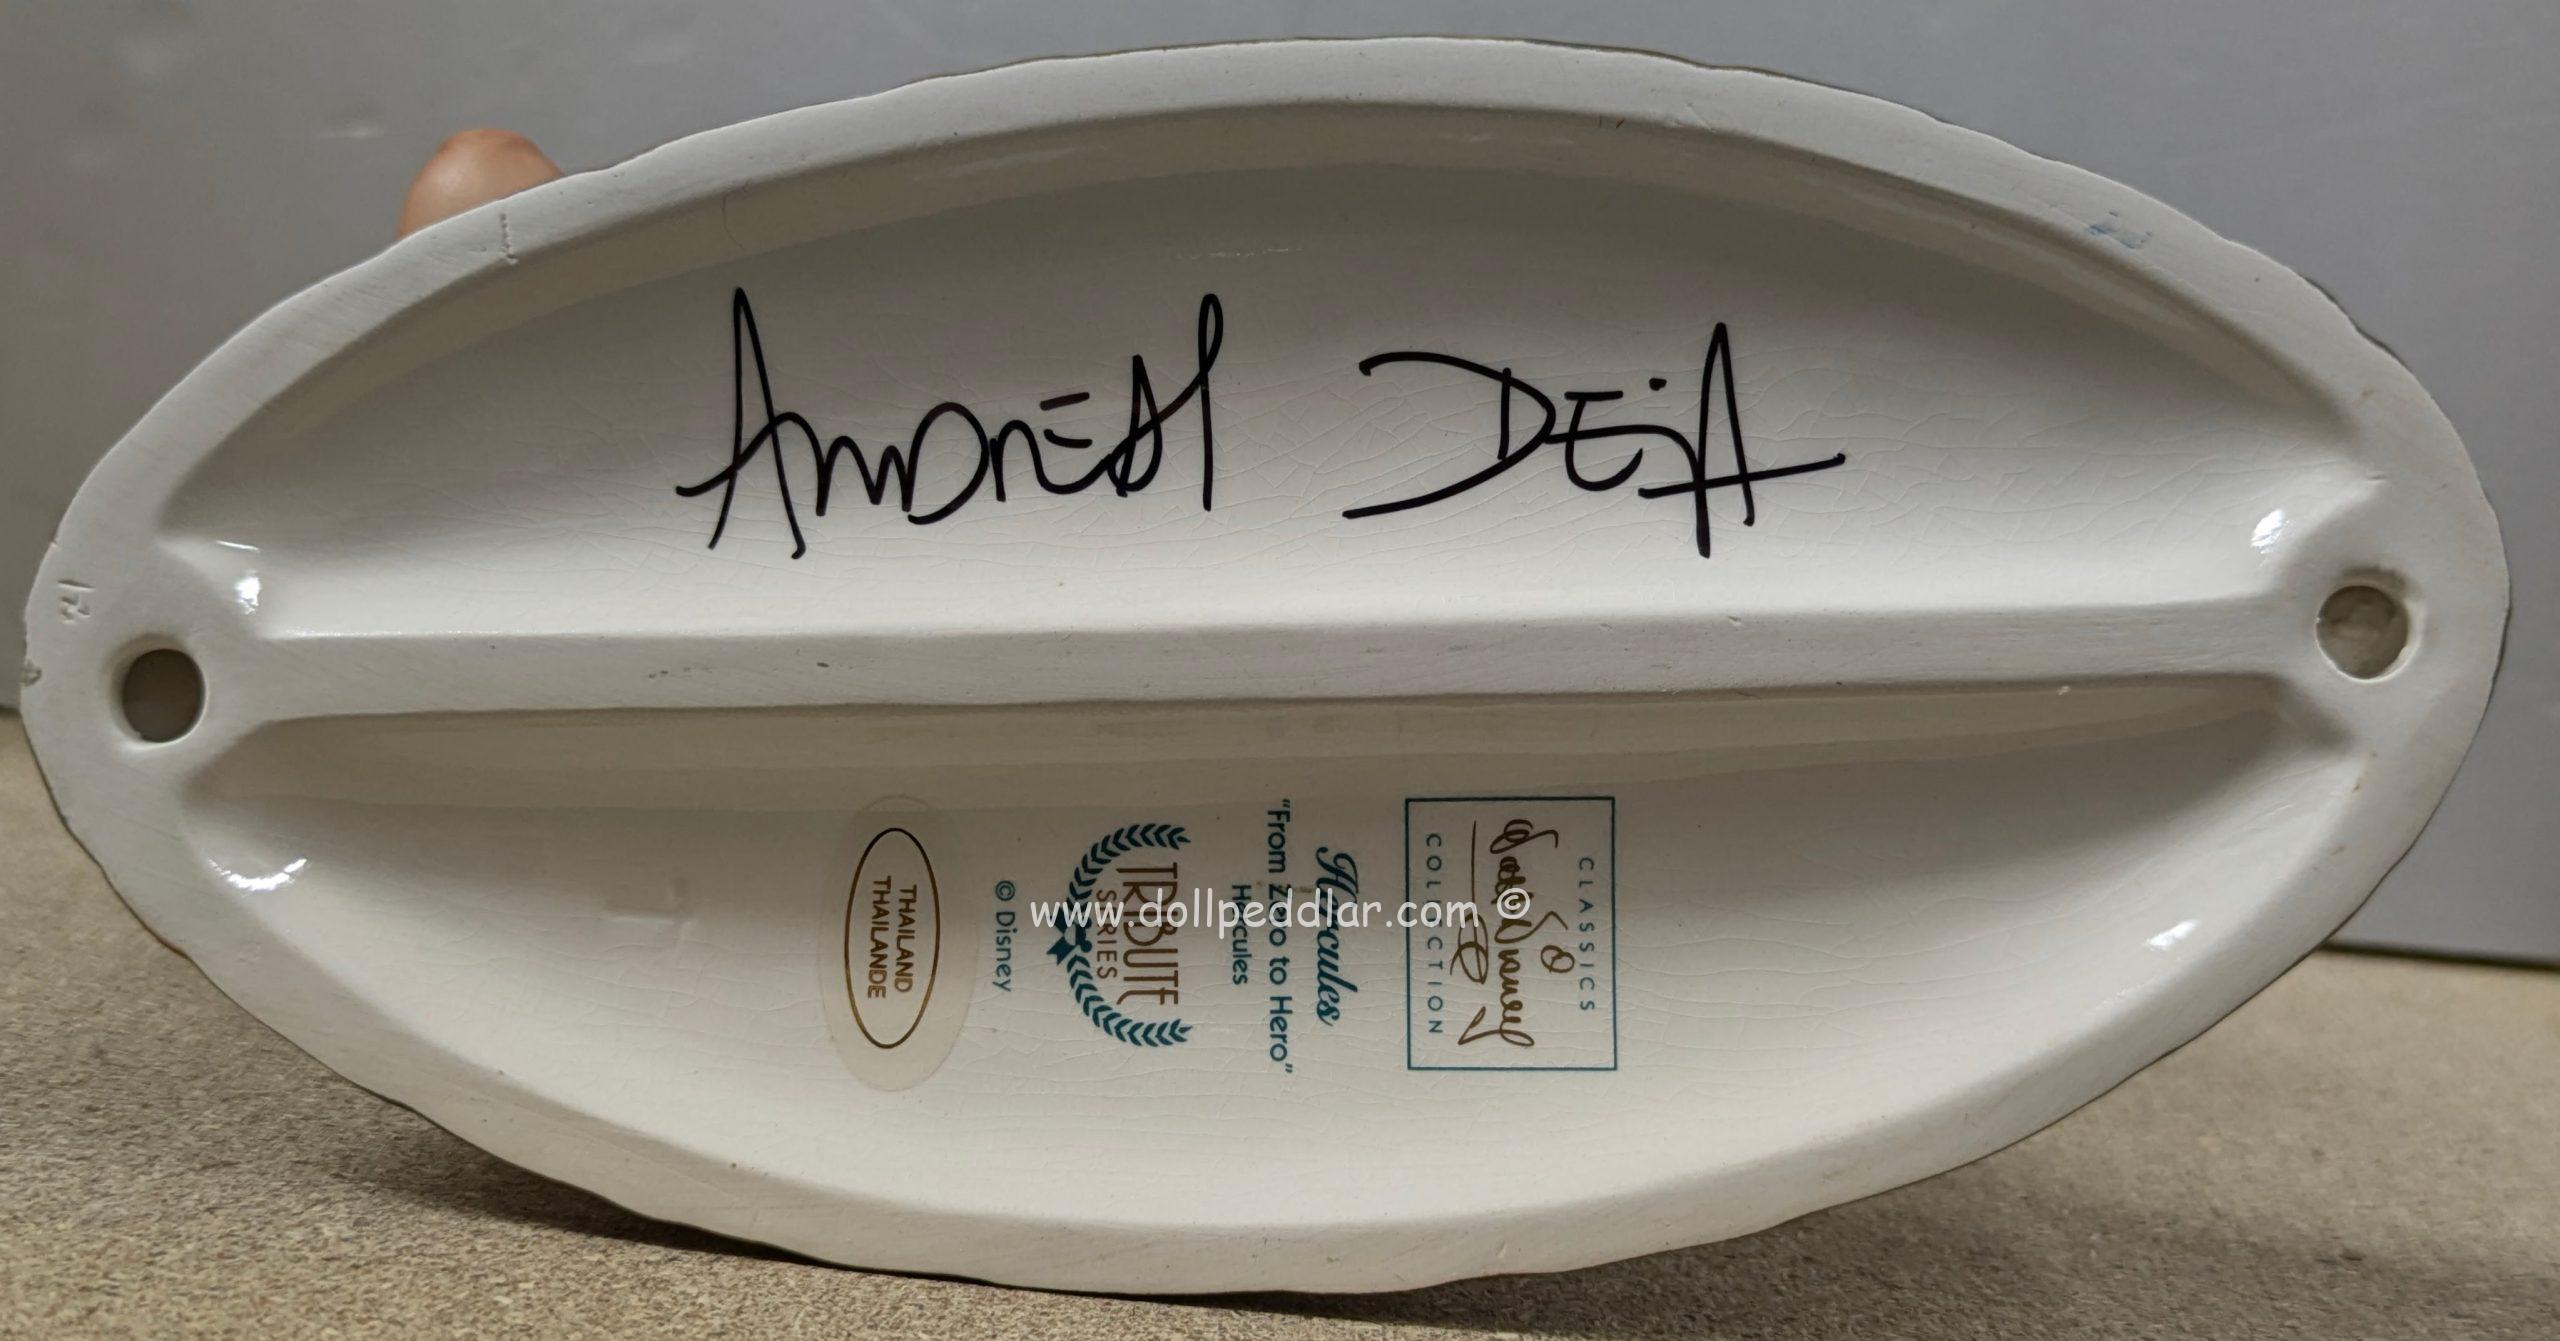 ANDREAS DEJA
CLASSICS
Walt Disney
COLLECTION
Hercules
"From Zero to Hero"
Hercules
TRIBUTE
SERIES
© Disney
THAILAND
THAILANDE
www.dollpeddlar.com ©